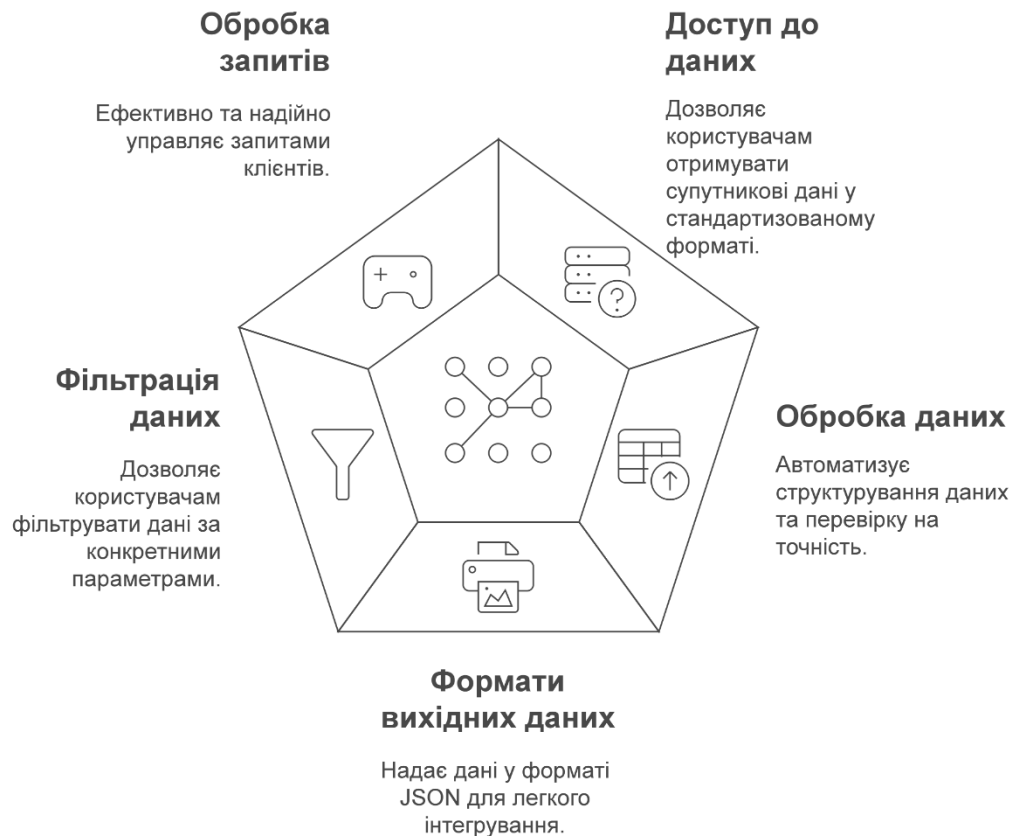 Обробка
запитів
Ефективно та надійно
управляє запитами
клієнтів.
Доступ до
даних
Дозволяє
користувачам
отримувати
супутникові дані у
стандартизованому
форматі.
Фільтрація
даних
Дозволяє
користувачам
фільтрувати дані за
конкретними
параметрами.
Обробка даних
Автоматизує
структурування даних
та перевірку на
точність.
Формати
вихідних даних
Надає дані у форматі
JSON для легкого
інтегрування.